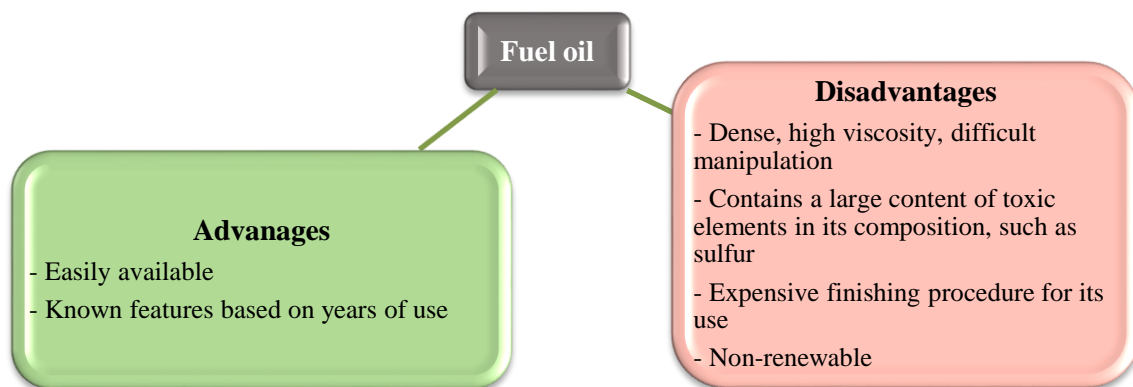 Fuel oil
Advanages
- Easily available
- Known features based on years of use
Disadvantages
- Dense, high viscosity, difficult
manipulation
- Contains a large content of toxic
elements in its composition, such as
sulfur
- Expensive finishing procedure for its
use
- Non-renewable